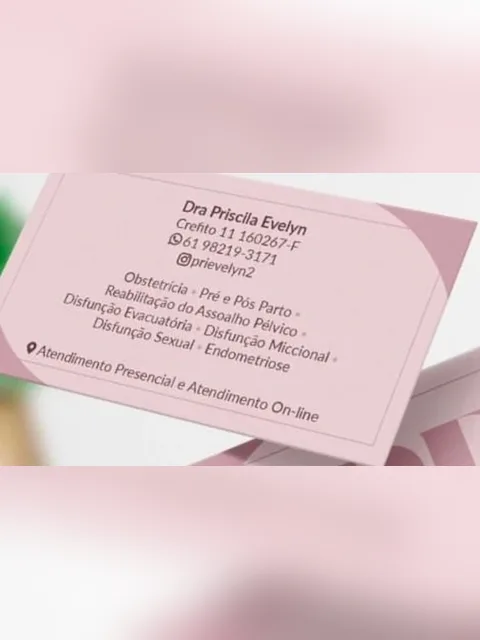 Dra Priscila Evelyn
Crefito 11 160267-F
61 98219-3171
@prievelyn2
Obstetrícia • Pré e Pós Parto •
Reabilitação do Assoalho Pélvico •
Disfunção Evacuatória • Disfunção Miccional •
Disfunção Sexual • Endometriose
Atendimento Presencial e Atendimento On-line